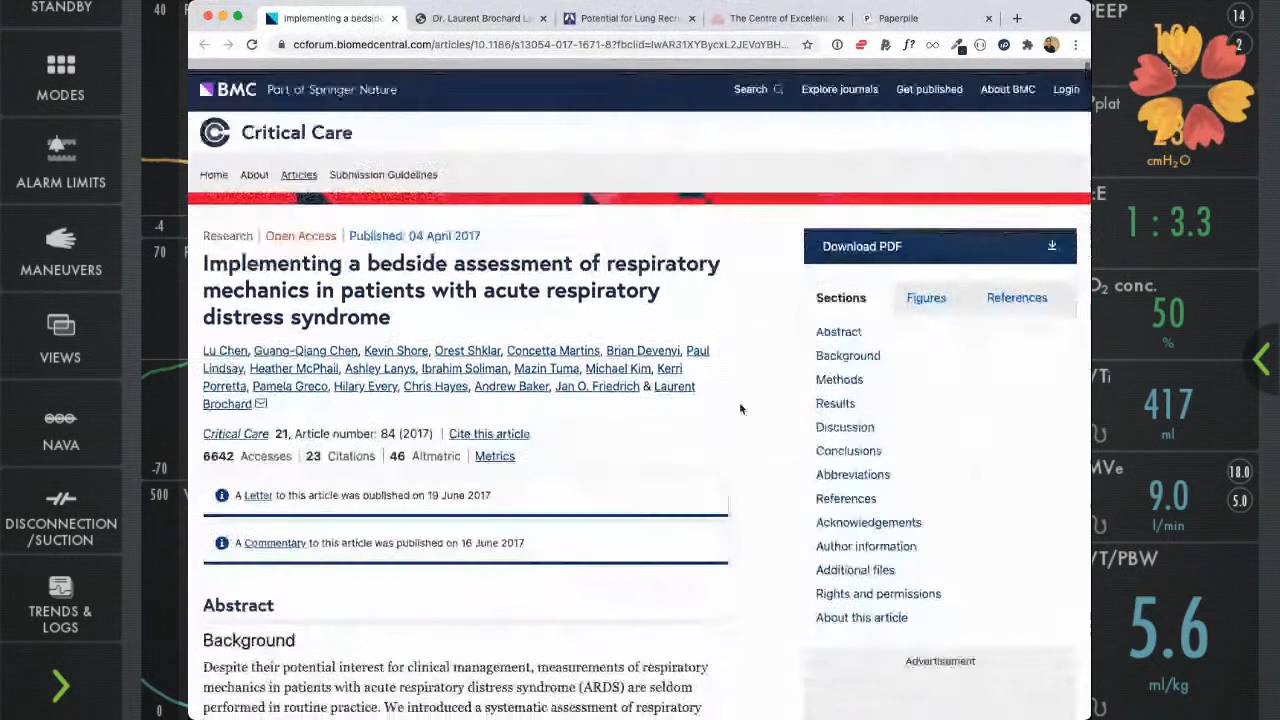 STANDBY
MODES
ALARM LIMITS
MANEUVERS
VIEWS
NAVA
DISCONNECTION
/SUCTION
TRENDS &
LOGS
40
-4
70
-70
500
0
Implementing a bedside
Dr. Laurent Brochard La
Potential for Lung Recru
The Centre of Excellenc
Paperpile
ccforum.biomedcentral.com/articles/10.1186/s13054-017-1671-8?fbclid=IwAR31XYBycxL2JEVoYBH...
BMC Part of Springer Nature
Search
Explore journals
Get published
About BMC
Login
Critical Care
Home
About
Articles
Submission Guidelines
Research | Open Access | Published: 04 April 2017
Implementing a bedside assessment of respiratory
mechanics in patients with acute respiratory
distress syndrome
Lu Chen, Guang-Qiang Chen, Kevin Shore, Orest Shklar, Concetta Martins, Brian Devenyi, Paul
Lindsay, Heather McPhail, Ashley Lanys, Ibrahim Soliman, Mazin Tuma, Michael Kim, Kerri
Porretta, Pamela Greco, Hilary Every, Chris Hayes, Andrew Baker, Jan O. Friedrich & Laurent
Brochard
Critical Care 21, Article number: 84 (2017) | Cite this article
6642 Accesses | 23 Citations | 46 Altmetric | Metrics
A Letter to this article was published on 19 June 2017
A Commentary to this article was published on 16 June 2017
Abstract
Background
Despite their potential interest for clinical management, measurements of respiratory
mechanics in patients with acute respiratory distress syndrome (ARDS) are seldom
performed in routine practice. We introduced a systematic assessment of respiratory
Download PDF
Sections
Figures
References
Abstract
Background
Methods
Results
Discussion
Conclusions
Abbreviations
References
Acknowledgements
Author information
Additional files
Rights and permissions
About this article
Advertisement
PEEP
14
2
Pplat
cmH₂O
:E
1 : 3.3
O₂ conc.
50
%
/Ti
417
ml
MVe
18.0
9.0
5.0
l/min
VT/PBW
5.6
ml/kg